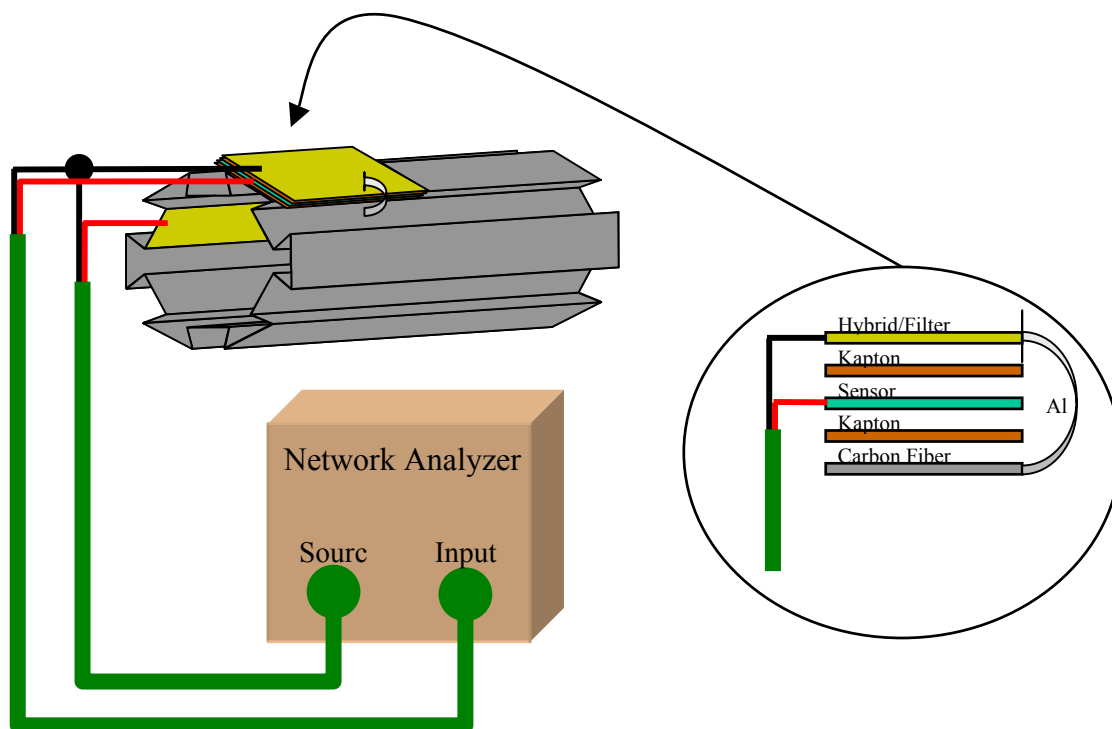 Hybrid/Filter
Kapton
Sensor
Al
Kapton
Carbon Fiber
Network Analyzer
Sourc
Input